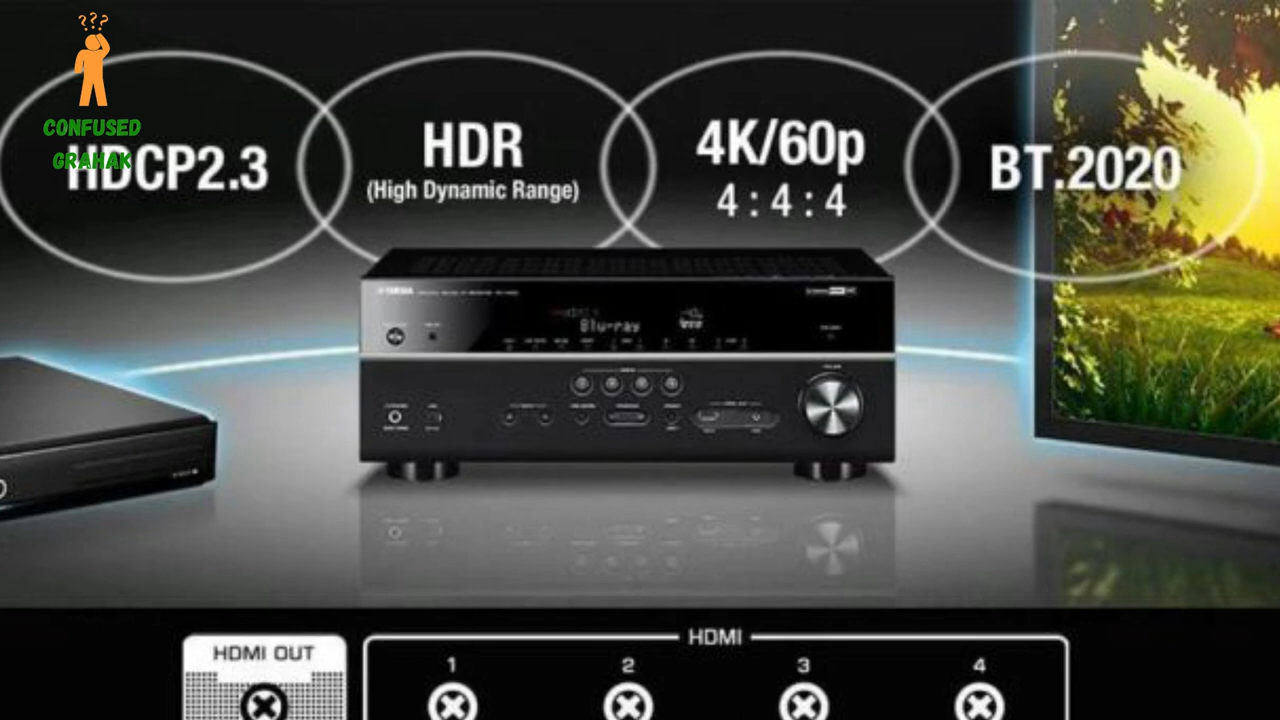 ???
CONFUSED
GRAHAK
HDCP2.3
HDR
(High Dynamic Range)
4K/60p
4 : 4 : 4
BT.2020
YAMAHA
Blu-ray
HDMI OUT
HDMI
1
2
3
4